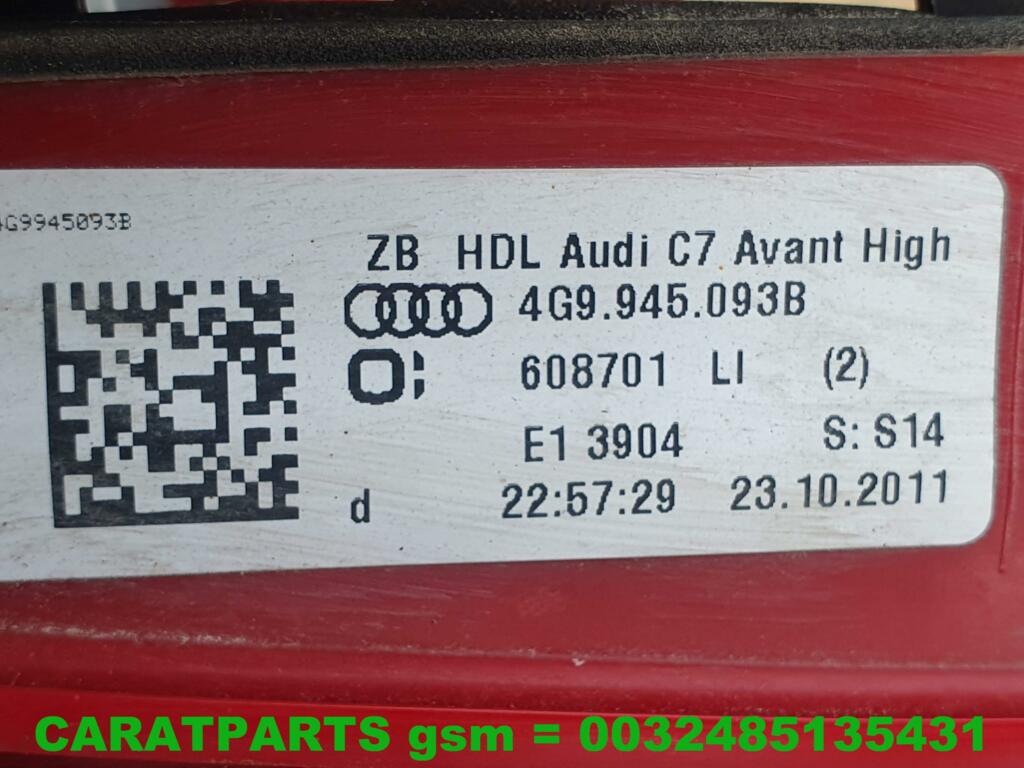 4G9945093B
ZB HDL Audi C7 Avant High
4G9.945.093B
608701 LI (2)
E1 3904 S: S14
d 22:57:29 23.10.2011
CARATPARTS gsm = 0032485135431